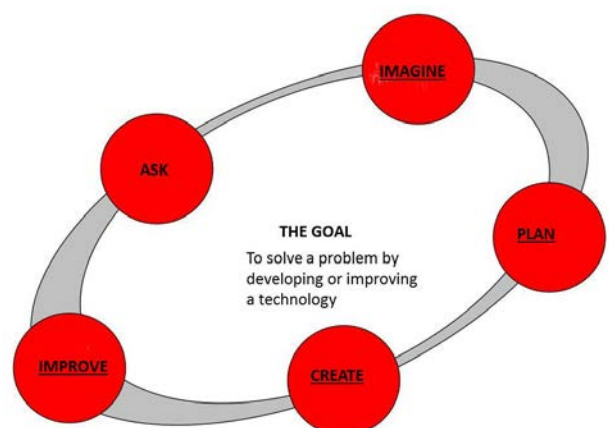 IMAGINE
ASK
PLAN
THE GOAL
To solve a problem by
developing or improving
a technology
IMPROVE
CREATE